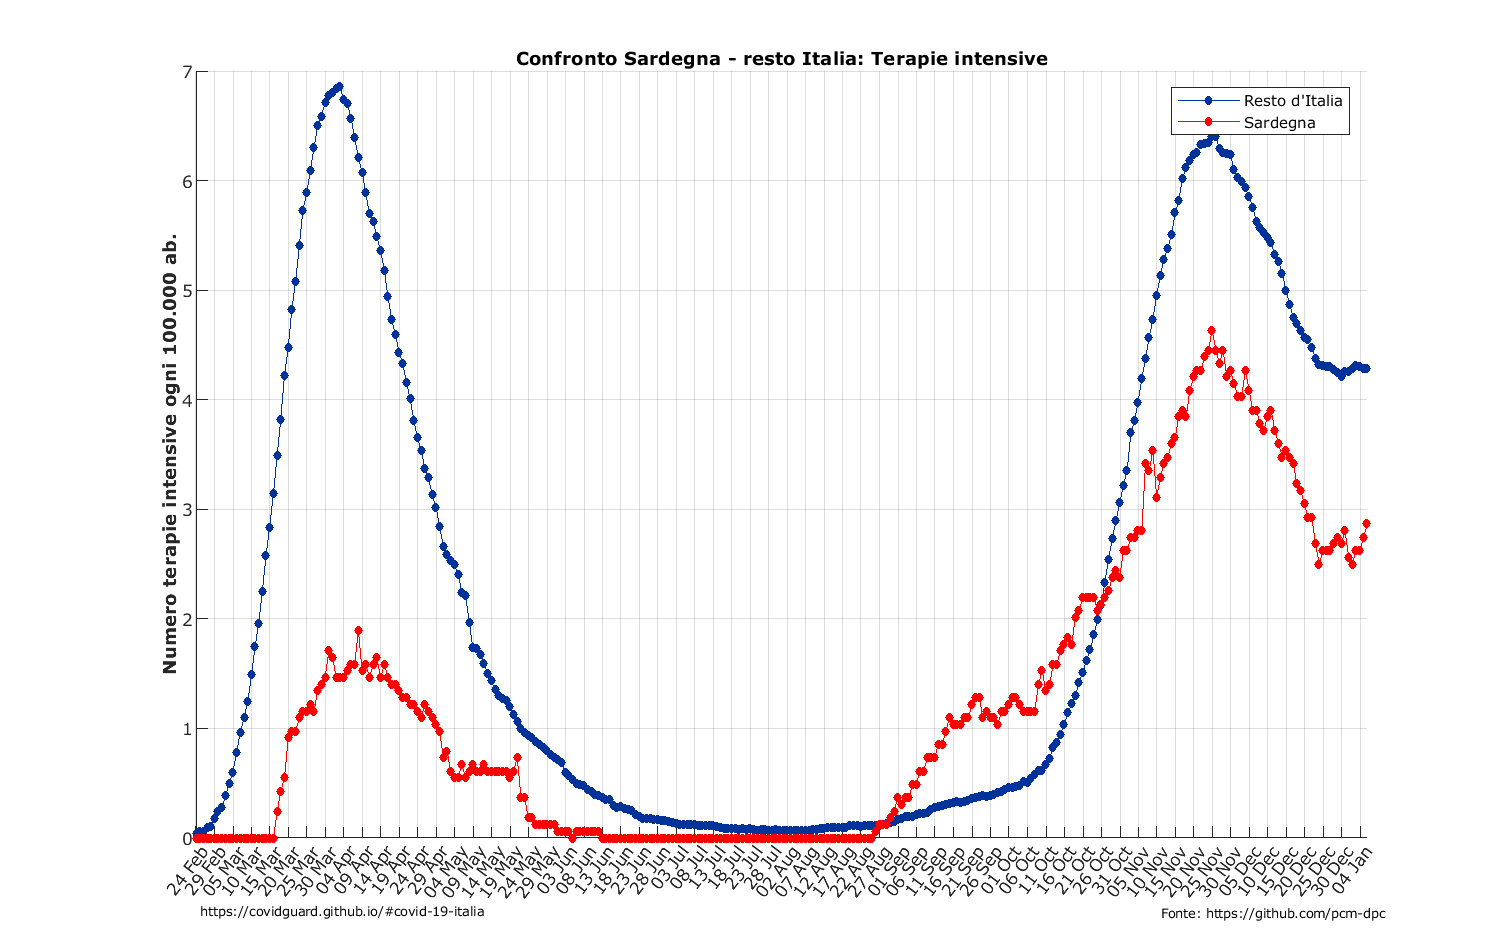 Confronto Sardegna - resto Italia: Terapie intensive
Resto d'Italia
Sardegna
Numero terapie intensive ogni 100.000 ab.
7
6
5
4
3
2
1
0
24 Feb
29 Feb
05 Mar
10 Mar
15 Mar
20 Mar
25 Mar
30 Mar
04 Apr
09 Apr
14 Apr
19 Apr
24 Apr
29 Apr
04 May
09 May
14 May
19 May
24 May
29 May
03 Jun
08 Jun
13 Jun
18 Jun
23 Jun
28 Jun
03 Jul
08 Jul
13 Jul
18 Jul
23 Jul
28 Jul
02 Aug
07 Aug
12 Aug
17 Aug
22 Aug
27 Aug
01 Sep
06 Sep
11 Sep
16 Sep
21 Sep
26 Sep
01 Oct
06 Oct
11 Oct
16 Oct
21 Oct
26 Oct
31 Oct
05 Nov
10 Nov
15 Nov
20 Nov
25 Nov
30 Nov
05 Dec
10 Dec
15 Dec
20 Dec
25 Dec
30 Dec
04 Jan
https://covidguard.github.io/#covid-19-italia
Fonte: https://github.com/pcm-dpc